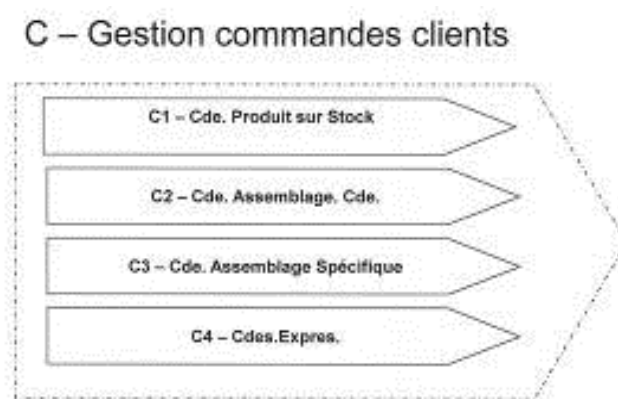 C – Gestion commandes clients
C1 – Cde. Produit sur Stock
C2 – Cde. Assemblage. Cde.
C3 – Cde. Assemblage Spécifique
C4 – Cdes.Expres.